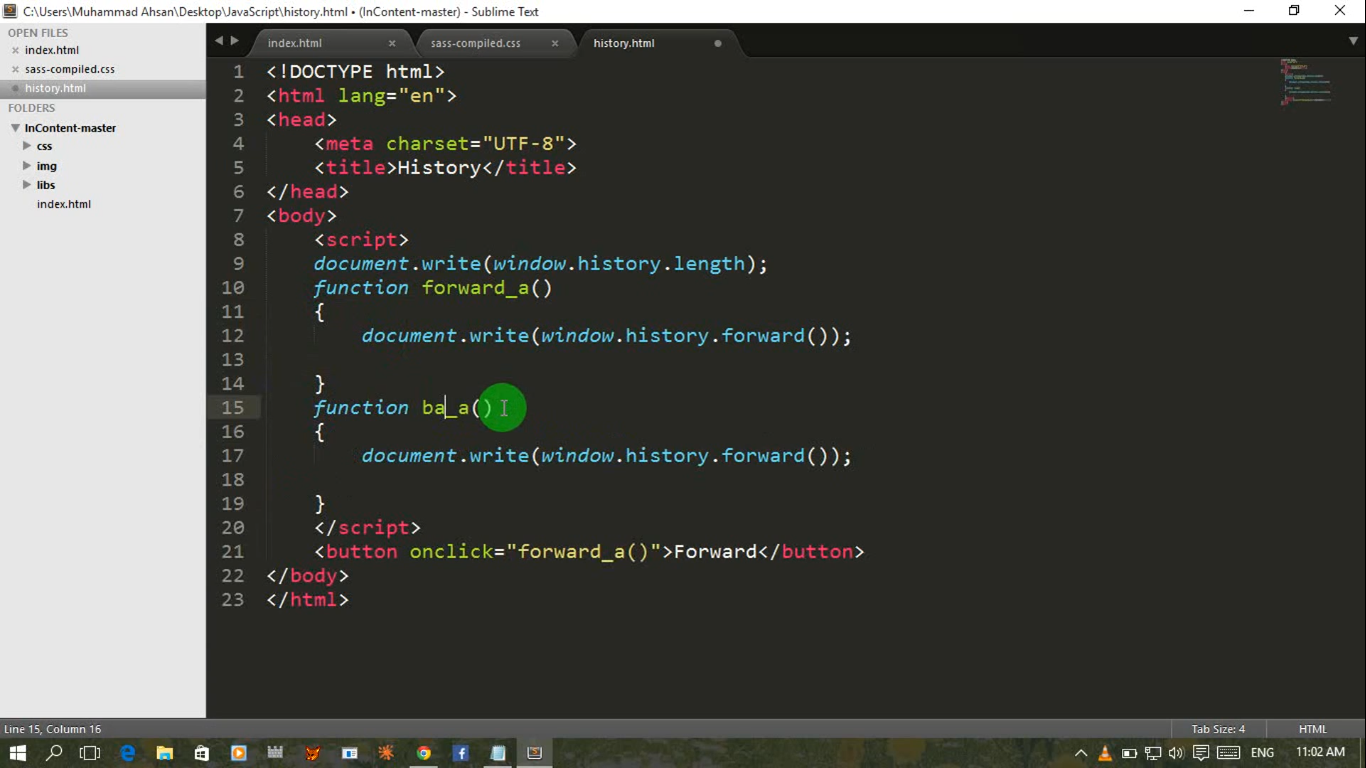 C:\Users\Muhammad Ahsan\Desktop\JavaScript\history.html • (InContent-master) - Sublime Text
OPEN FILES
index.html
sass-compiled.css
history.html
FOLDERS
InContent-master
css
img
libs
index.html
index.html
sass-compiled.css
history.html
1 <!DOCTYPE html>
2 <html lang="en">
3 <head>
4 <meta charset="UTF-8">
5 <title>History</title>
6 </head>
7 <body>
8 <script>
9 document.write(window.history.length);
10 function forward_a()
11 {
12 document.write(window.history.forward());
13
14 }
15 function ba_a()
16 {
17 document.write(window.history.forward());
18
19 }
20 </script>
21 <button onclick="forward_a()">Forward</button>
22 </body>
23 </html>
Line 15, Column 16
Tab Size: 4
HTML
ENG
11:02 AM